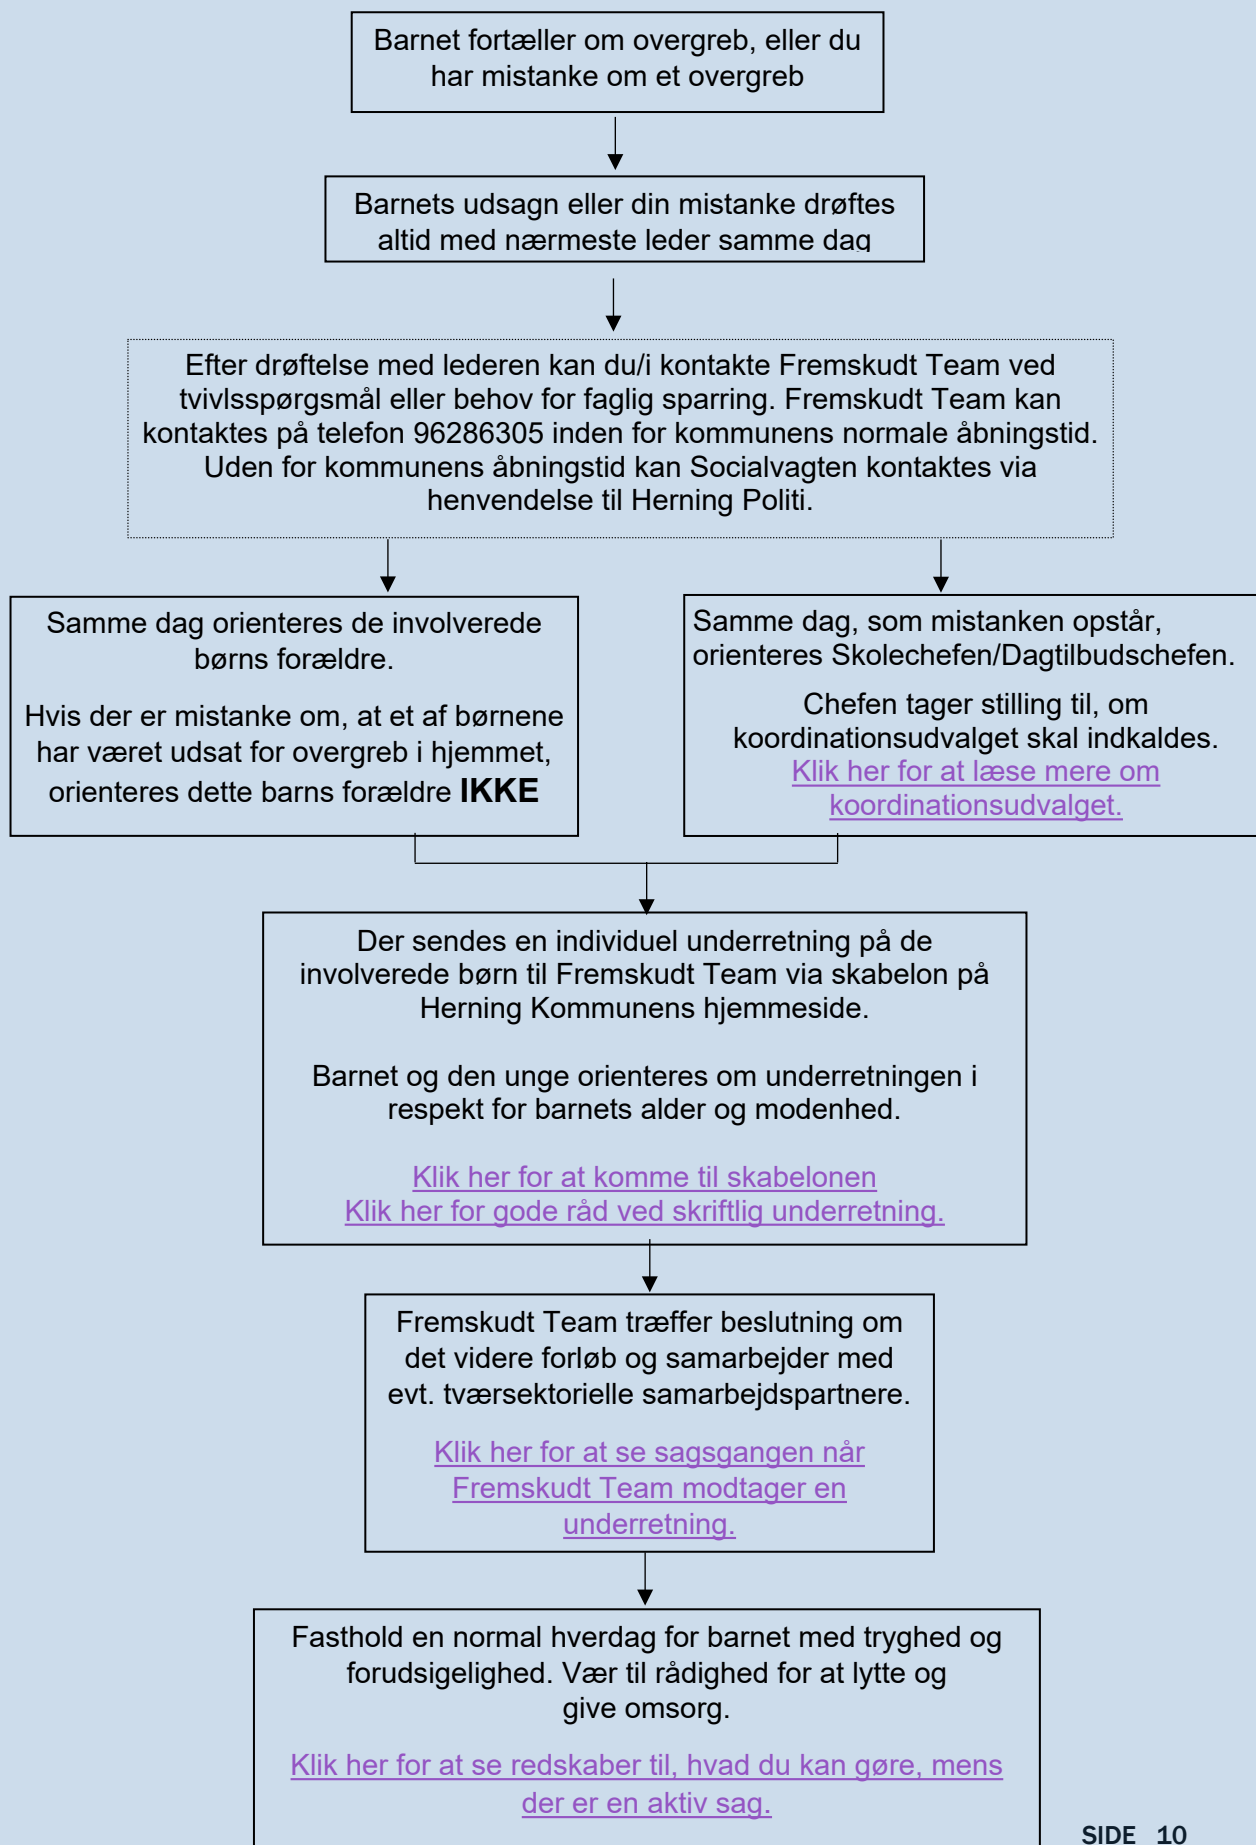 Barnet fortæller om overgreb, eller du
har mistanke om et overgreb
Barnets udsagn eller din mistanke drøftes
altid med nærmeste leder samme dag
Efter drøftelse med lederen kan du/i kontakte Fremskudt Team ved
tvivlsspørgsmål eller behov for faglig sparring. Fremskudt Team kan
kontaktes på telefon 96286305 inden for kommunens normale åbningstid.
Uden for kommunens åbningstid kan Socialvagten kontaktes via
henvendelse til Herning Politi.
Samme dag orienteres de involverede
børns forældre.
Hvis der er mistanke om, at et af børnene
har været udsat for overgreb i hjemmet,
orienteres dette barns forældre IKKE
Samme dag, som mistanken opstår,
orienteres Skolechefen/Dagtilbudschefen.
Chefen tager stilling til, om
koordinationsudvalget skal indkaldes.
Klik her for at læse mere om
koordinationsudvalget.
Der sendes en individuel underretning på de
involverede børn til Fremskudt Team via skabelon på
Herning Kommunens hjemmeside.
Barnet og den unge orienteres om underretningen i
respekt for barnets alder og modenhed.
Klik her for at komme til skabelonen
Klik her for gode råd ved skriftlig underretning.
Fremskudt Team træffer beslutning om
det videre forløb og samarbejder med
evt. tværsektorielle samarbejdspartnere.
Klik her for at se sagsgangen når
Fremskudt Team modtager en
underretning.
Fasthold en normal hverdag for barnet med tryghed og
forudsigelighed. Vær til rådighed for at lytte og
give omsorg.
Klik her for at se redskaber til, hvad du kan gøre, mens
der er en aktiv sag.
SIDE 10